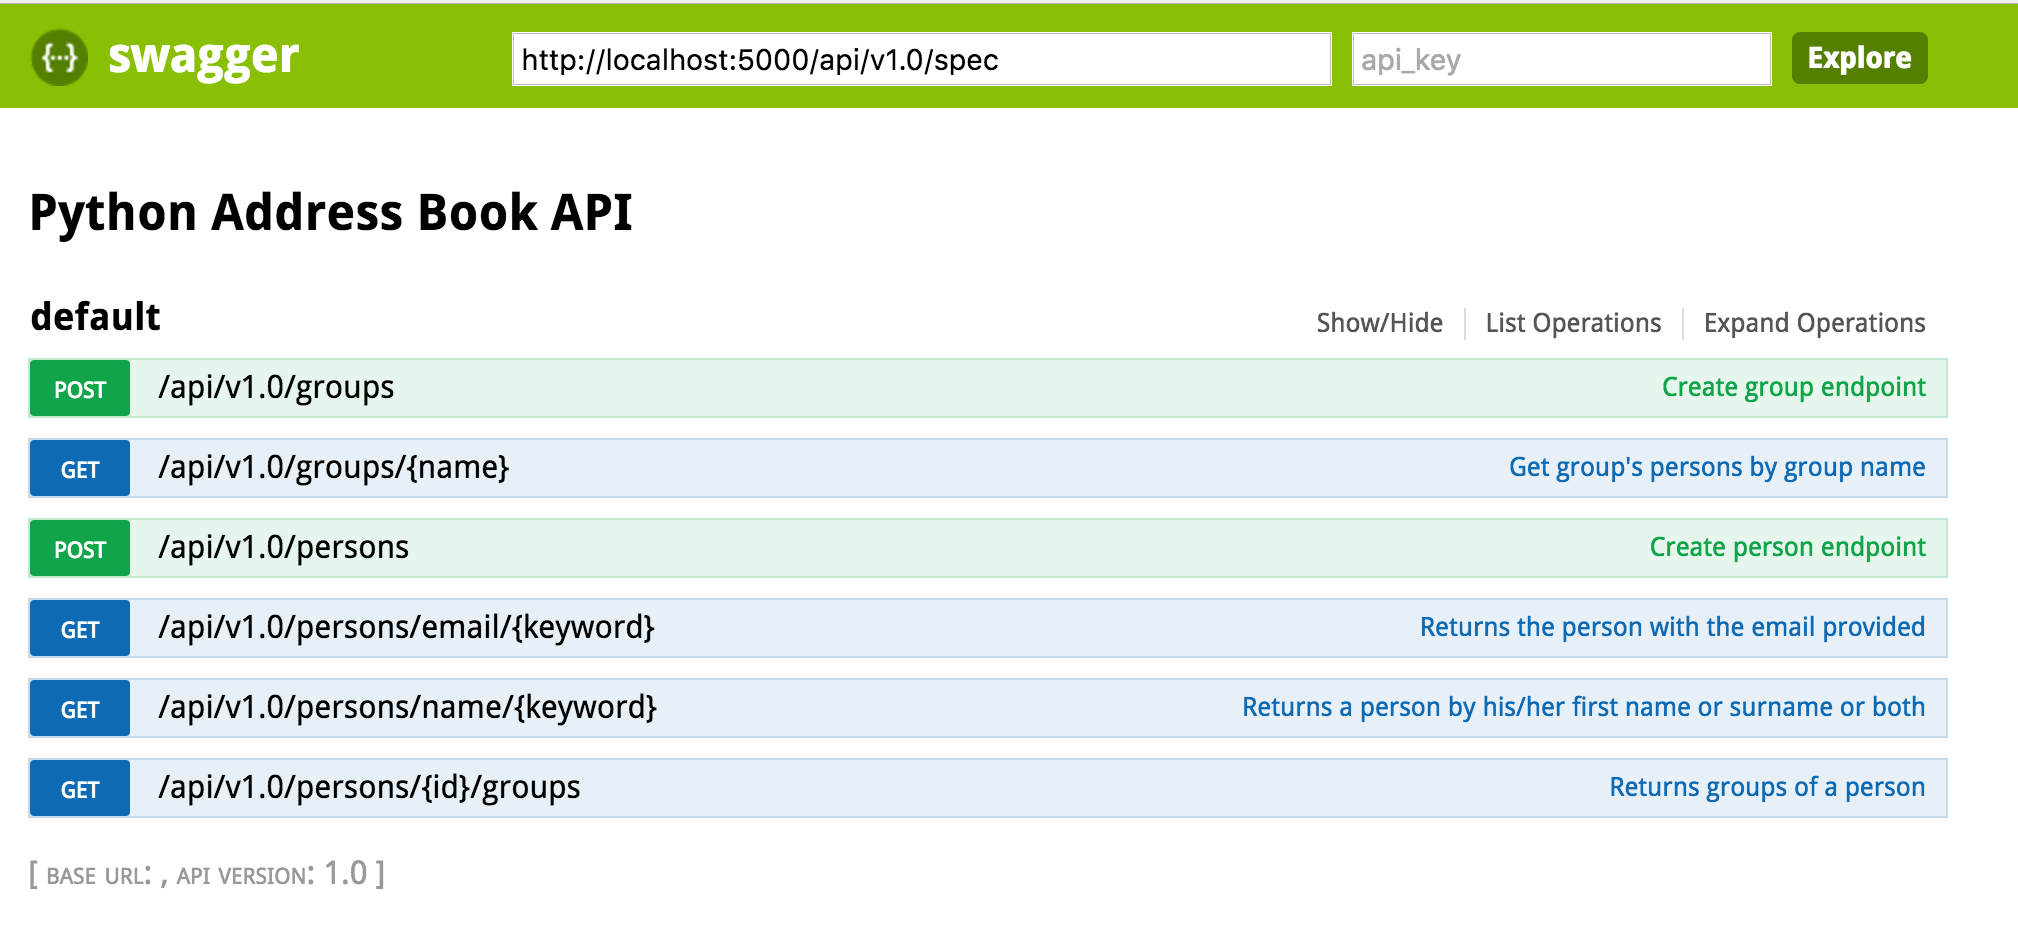 {···} swagger http://localhost:5000/api/v1.0/spec api_key Explore
Python Address Book API
default Show/Hide List Operations Expand Operations
POST /api/v1.0/groups Create group endpoint
GET /api/v1.0/groups/{name} Get group's persons by group name
POST /api/v1.0/persons Create person endpoint
GET /api/v1.0/persons/email/{keyword} Returns the person with the email provided
GET /api/v1.0/persons/name/{keyword} Returns a person by his/her first name or surname or both
GET /api/v1.0/persons/{id}/groups Returns groups of a person
[ BASE URL: , API VERSION: 1.0 ]